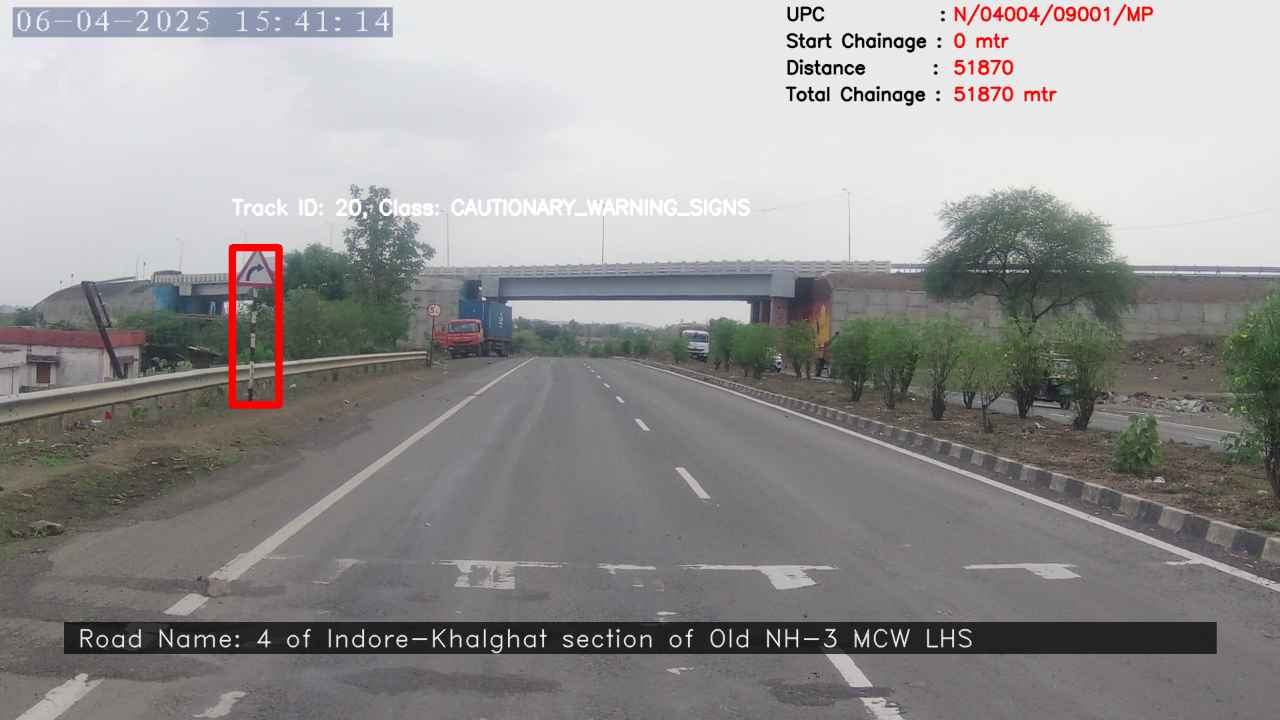 06-04-2025 15:41:14
UPC : N/04004/09001/MP
Start Chainage : 0 mtr
Distance : 51870
Total Chainage : 51870 mtr
Track ID: 20, Class: CAUTIONARY_WARNING_SIGNS
Road Name: 4 of Indore-Khalghat section of Old NH-3 MCW LHS